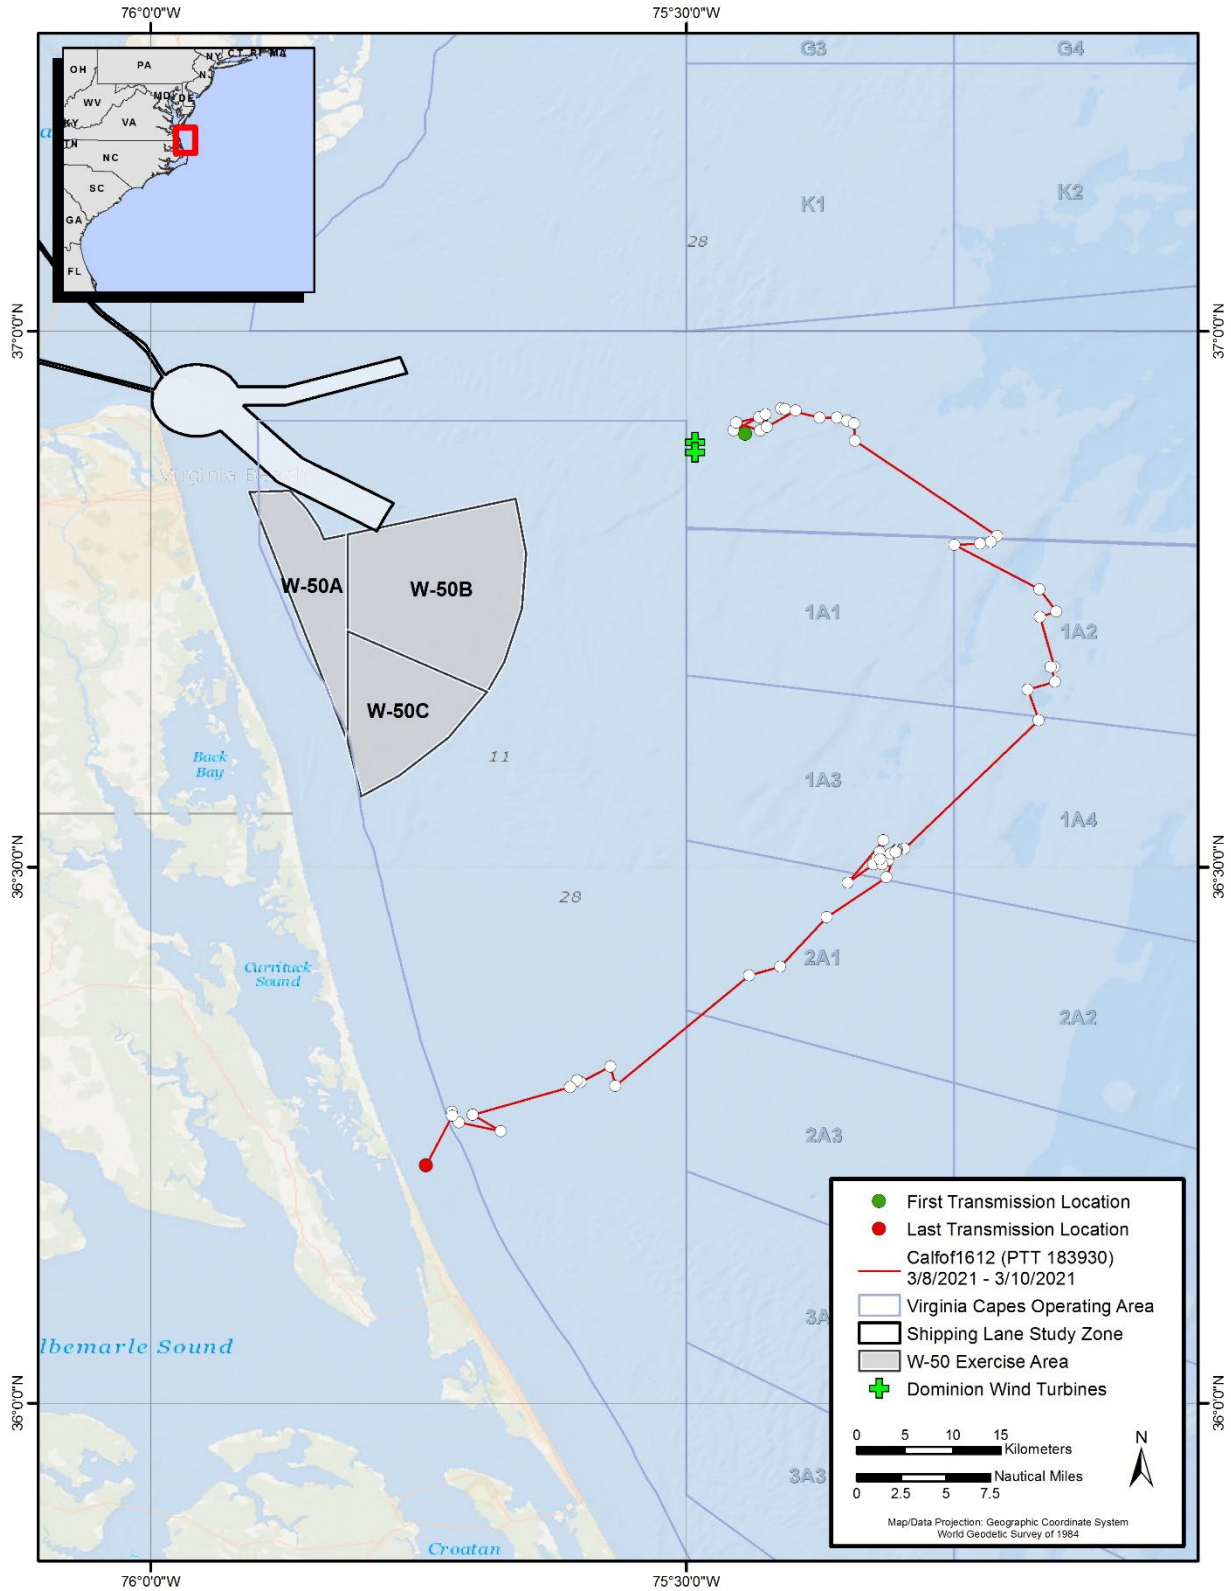 76°0'0"W
75°30'0"W
G3
G4
NY
CT
RI
MA
OH
PA
NJ
MD
DE
WV
VA
KY
TN
NC
SC
GA
FL
K1
K2
28
37°0'0"N
37°0'0"N
Virginia Beach
W-50A
W-50B
W-50C
1A1
1A2
Back
Bay
11
1A3
1A4
36°30'0"N
36°30'0"N
28
Currituck
Sound
2A1
2A2
2A3
First Transmission Location
Last Transmission Location
Calfof1612 (PTT 183930)
3/8/2021 - 3/10/2021
Virginia Capes Operating Area
Shipping Lane Study Zone
W-50 Exercise Area
Dominion Wind Turbines
3A
lbemarle Sound
36°0'0"N
36°0'0"N
0 5 10 15
Kilometers
N
Nautical Miles
0 2.5 5 7.5
3A3
Map/Data Projection: Geographic Coordinate System
World Geodetic Survey of 1984
Croatan
76°0'0"W
75°30'0"W